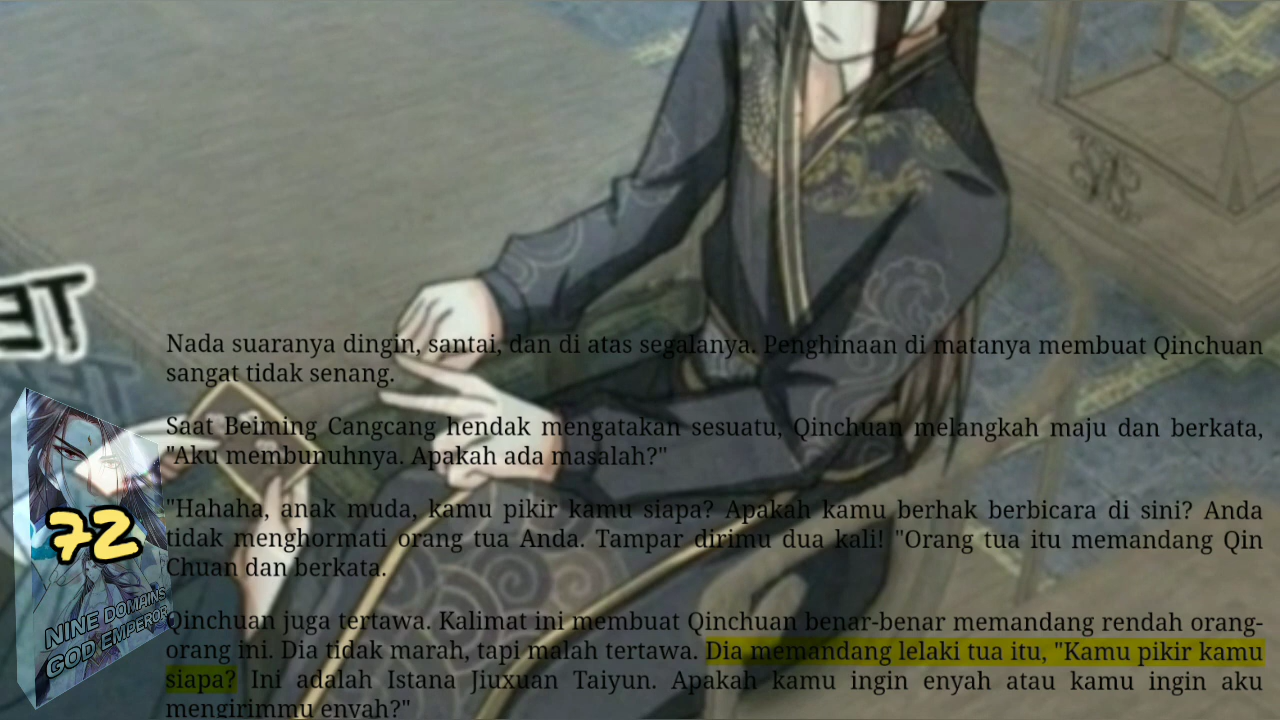 Nada suaranya dingin, santai, dan di atas segalanya. Penghinaan di matanya membuat Qinchuan
sangat tidak senang.
Saat Beiming Cangcang hendak mengatakan sesuatu, Qinchuan melangkah maju dan berkata,
"Aku membunuhnya. Apakah ada masalah?"
"Hahaha, anak muda, kamu pikir kamu siapa? Apakah kamu berhak berbicara di sini? Anda
tidak menghormati orang tua Anda. Tampar dirimu dua kali! "Orang tua itu memandang Qin
Chuan dan berkata.
Qinchuan juga tertawa. Kalimat ini membuat Qinchuan benar-benar memandang rendah orang-
orang ini. Dia tidak marah, tapi malah tertawa. Dia memandang lelaki tua itu, "Kamu pikir kamu
siapa? Ini adalah Istana Jiuxuan Taiyun. Apakah kamu ingin enyah atau kamu ingin aku
mengirimmu enyah?"
72
NINE DOMAINS
GOD EMPEROR